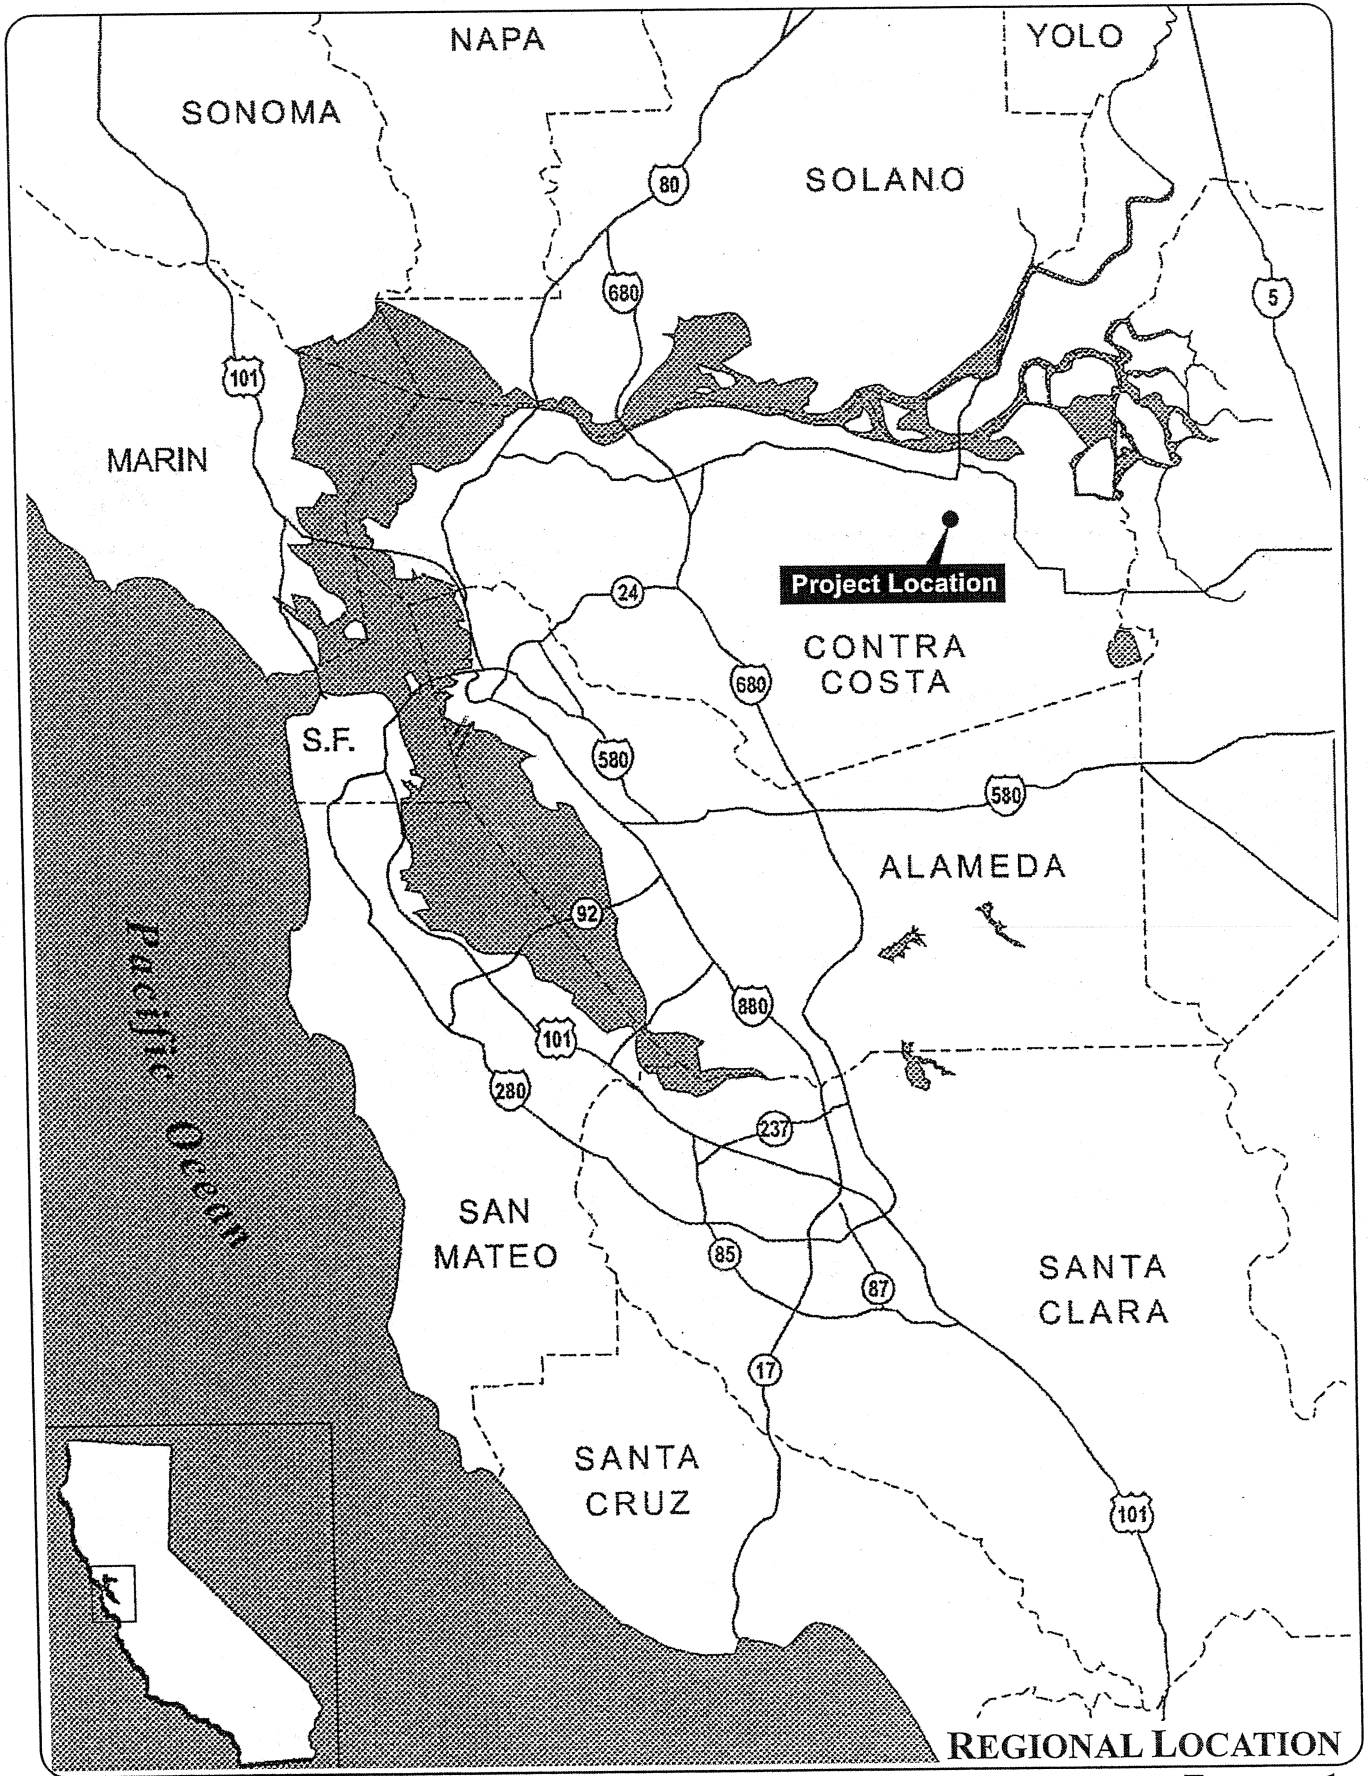 NAPA
YOLO
SONOMA
80
SOLANO
680
5
101
MARIN
Project Location
24
CONTRA
COSTA
680
S.F.
580
580
ALAMEDA
92
Pacific Ocean
880
101
280
237
SAN
MATEO
85
87
SANTA
CLARA
17
SANTA
CRUZ
101
REGIONAL LOCATION